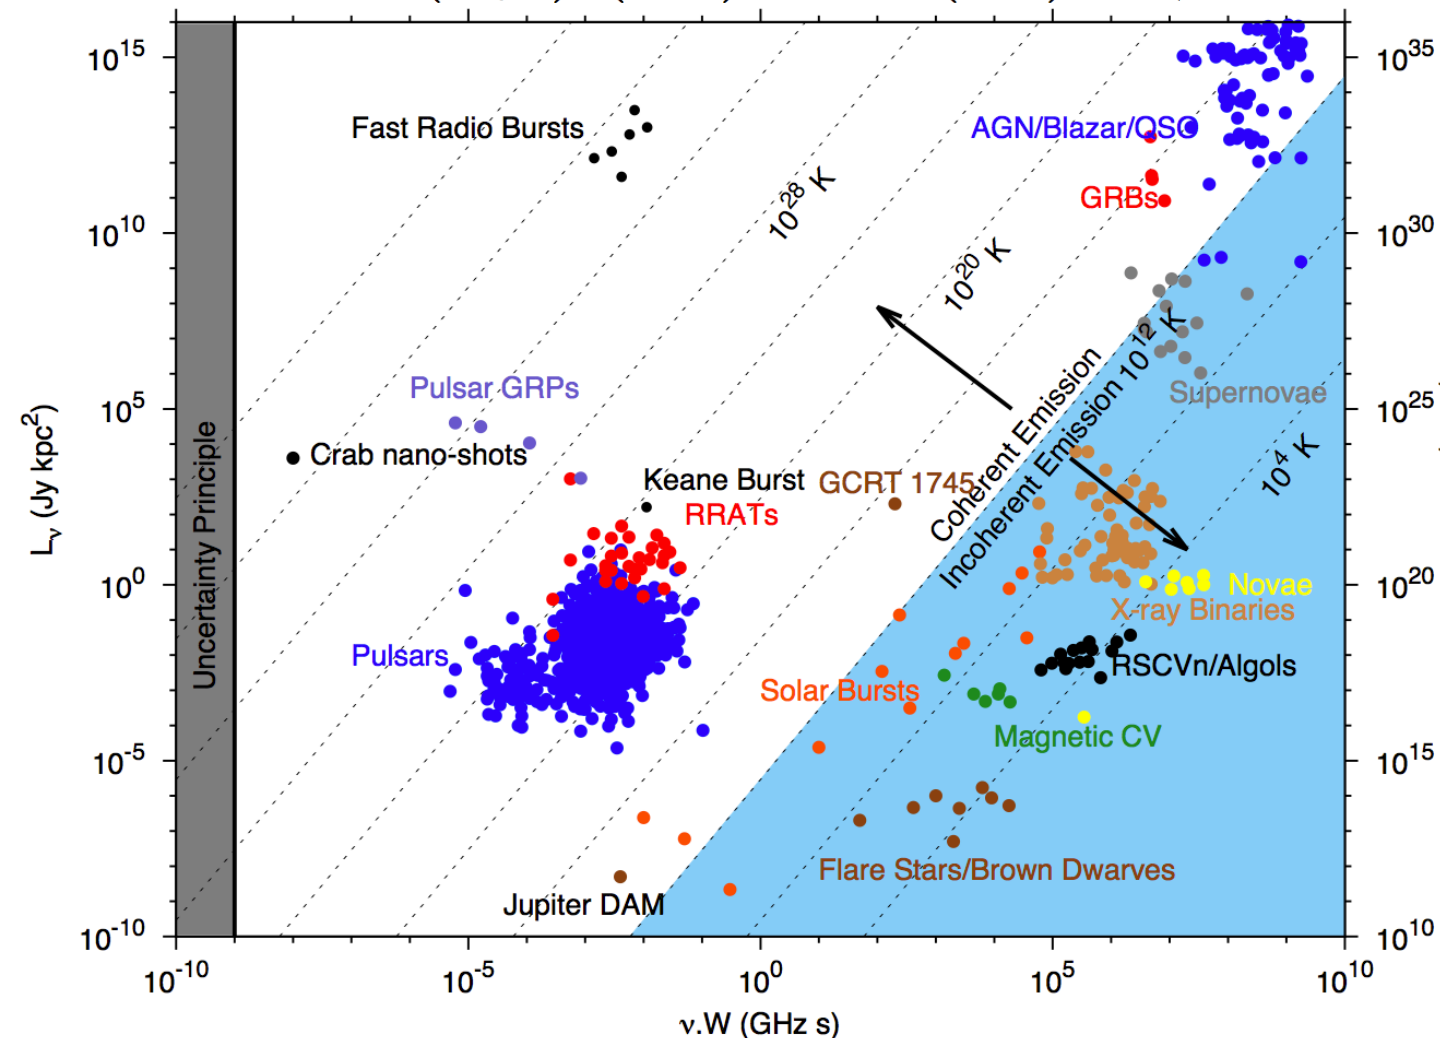 10^15
10^10
10^5
10^0
10^-5
10^-10
L_ν (Jy kpc^2)
10^35
10^30
10^25
10^20
10^15
10^10
10^-10
10^-5
10^0
10^5
10^10
ν.W (GHz s)
Uncertainty Principle
Fast Radio Bursts
AGN/Blazar/QSO
GRBs
10^28 K
10^20 K
Pulsar GRPs
Crab nano-shots
Keane Burst
GCRT 1745
RRATs
Coherent Emission
Incoherent Emission 10^12 K
Supernovae
10^4 K
Novae
X-ray Binaries
Pulsars
RSCVn/Algols
Solar Bursts
Magnetic CV
Flare Stars/Brown Dwarves
Jupiter DAM